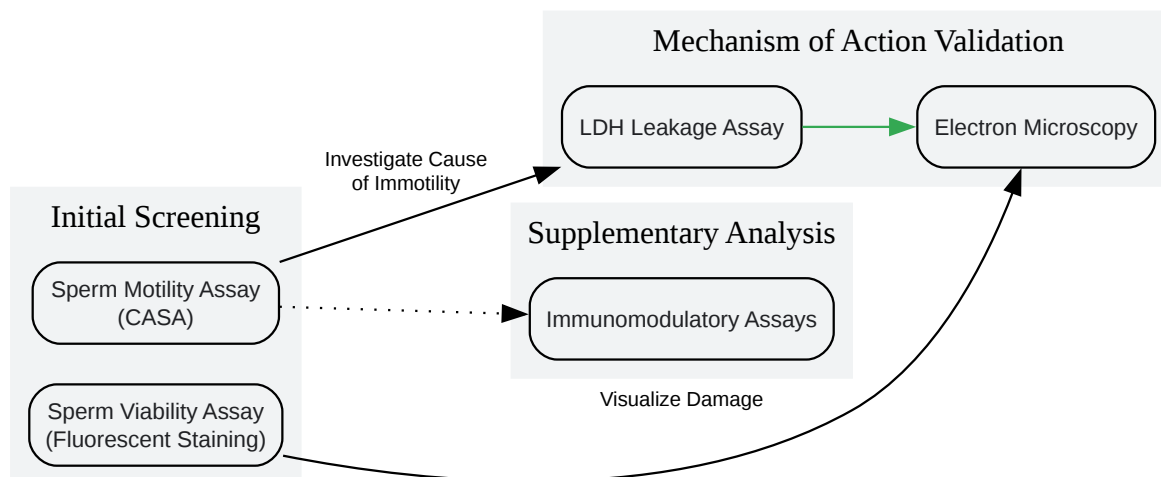 Mechanism of Action Validation
LDH Leakage Assay
Electron Microscopy
Investigate Cause
of Immotility
Initial Screening
Sperm Motility Assay
(CASA)
Supplementary Analysis
Immunomodulatory Assays
Visualize Damage
Sperm Viability Assay
(Fluorescent Staining)